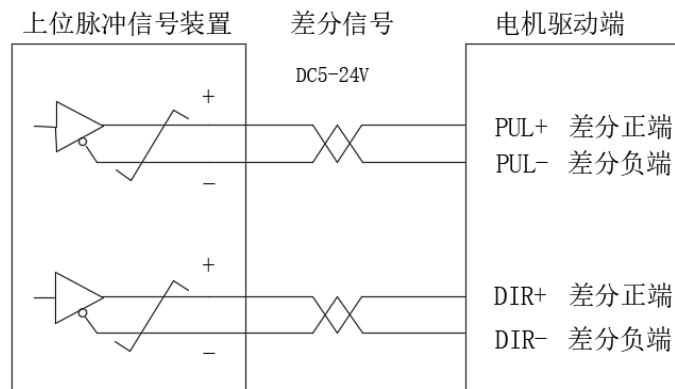 上位脉冲信号装置 差分信号 电机驱动端
DC5-24V
+
PUL+ 差分正端
PUL- 差分负端
-
+
DIR+ 差分正端
DIR- 差分负端
-